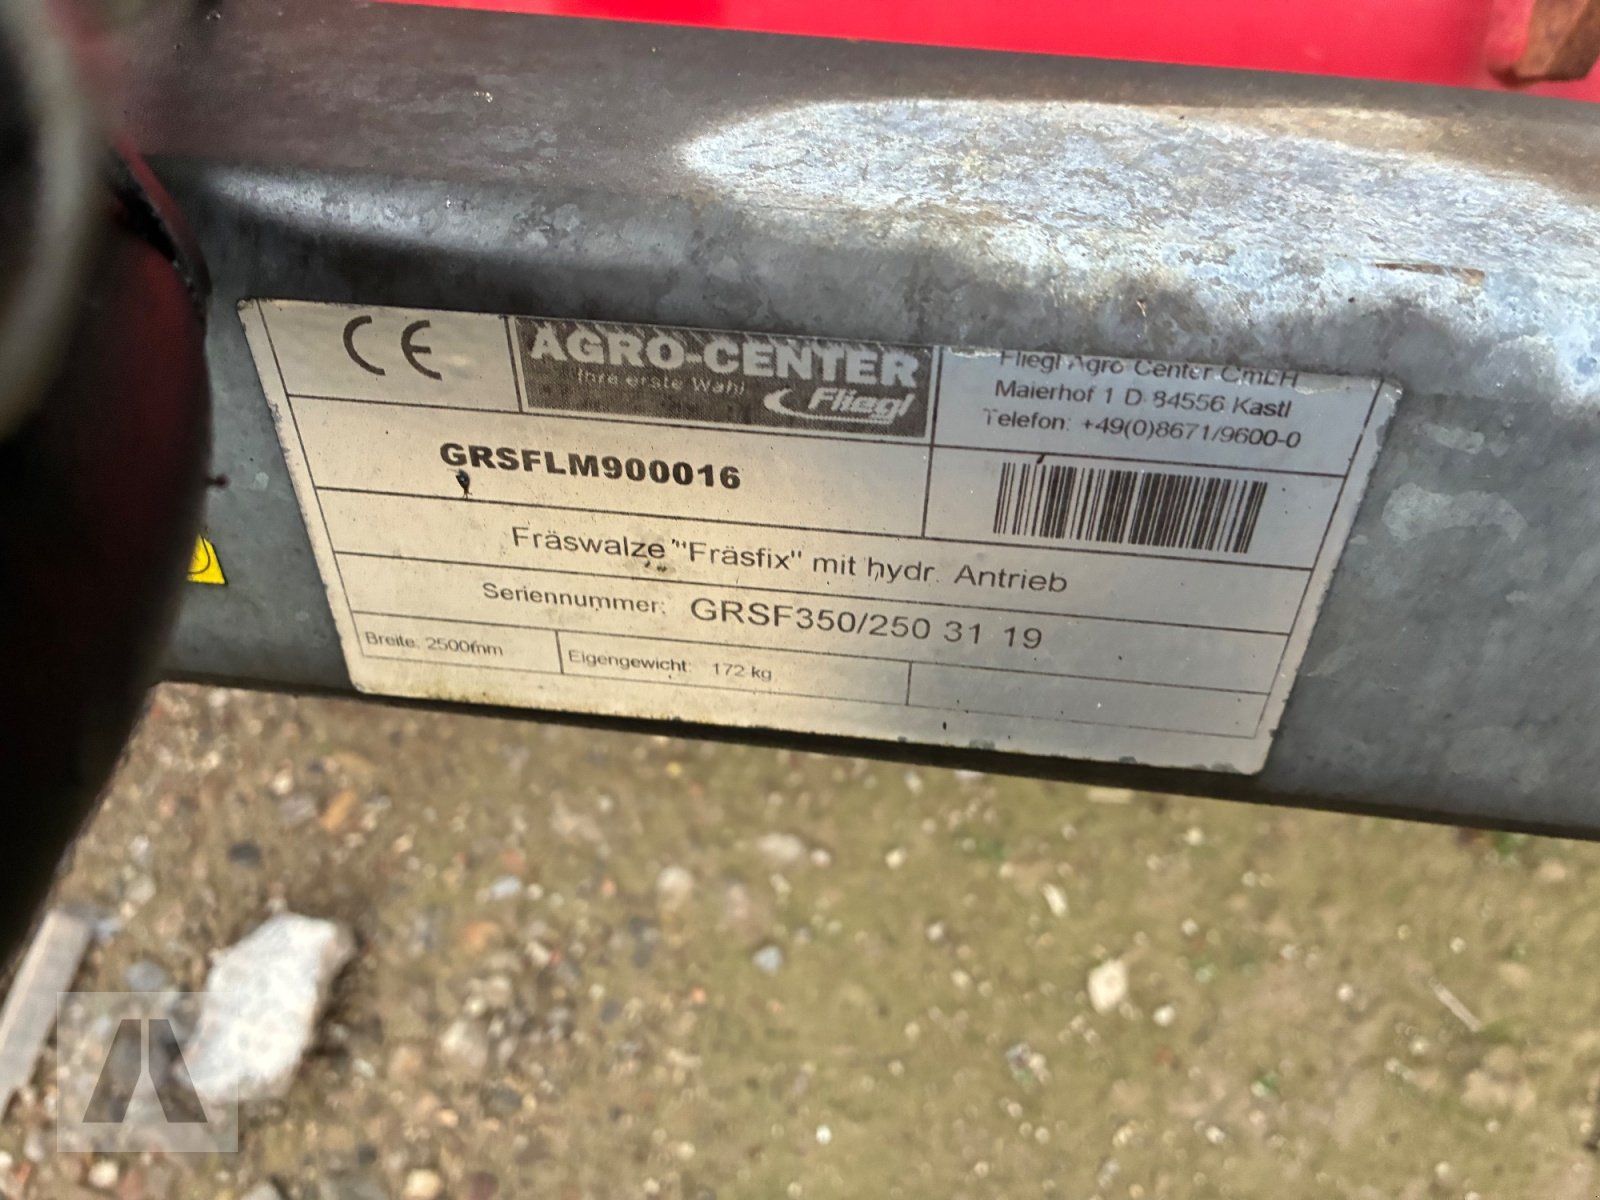 CE
AGRO-CENTER
Ihre erste Wahl
Fliegl
Fliegl Agro Center GmbH
Maierhof 1 D 84556 Kastl
Telefon: +49(0)8671/9600-0
GRSFLM900016
Fräswalze ""Fräsfix" mit hydr. Antrieb
Seriennummer: GRSF350/250 31 19
Breite: 2500mm
Eigengewicht: 172 kg